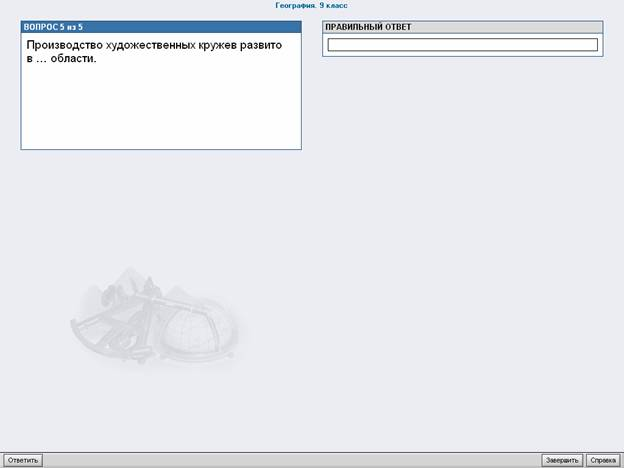 География. 9 класс
ВОПРОС 5 из 5
Производство художественных кружев развито
в ... области.
ПРАВИЛЬНЫЙ ОТВЕТ
Ответить
Завершить
Справка